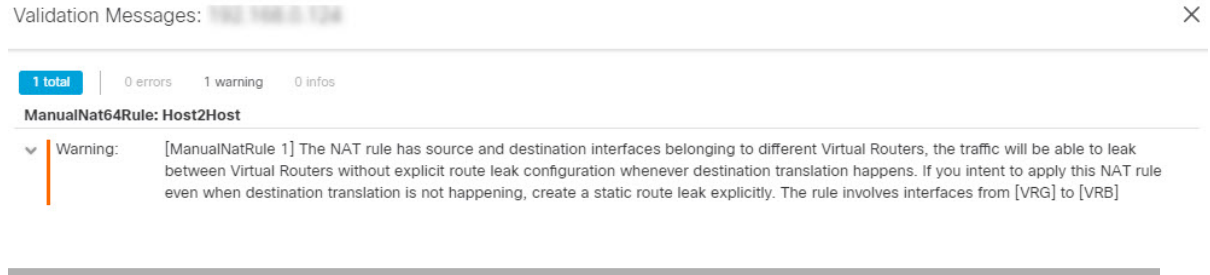 Validation Messages:
1 total 0 errors 1 warning 0 infos
ManualNat64Rule: Host2Host
Warning: [ManualNatRule 1] The NAT rule has source and destination interfaces belonging to different Virtual Routers, the traffic will be able to leak
between Virtual Routers without explicit route leak configuration whenever destination translation happens. If you intent to apply this NAT rule
even when destination translation is not happening, create a static route leak explicitly. The rule involves interfaces from [VRG] to [VRB]